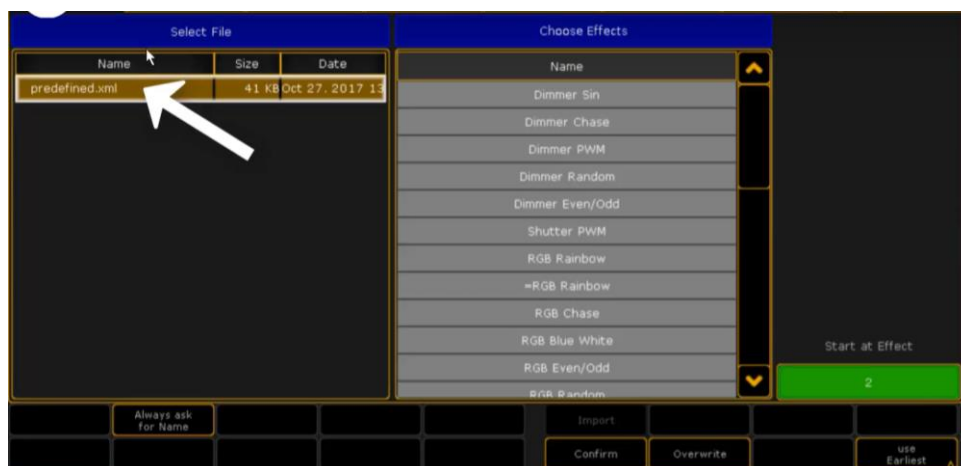 Select File
Choose Effects
Name Size Date
predefined.xml 41 KB Oct 27. 2017 13
Name
Dimmer Sin
Dimmer Chase
Dimmer PWM
Dimmer Random
Dimmer Even/Odd
Shutter PWM
RGB Rainbow
=RGB Rainbow
RGB Chase
RGB Blue White
RGB Even/Odd
RGB Random
Start at Effect
2
Always ask
for Name
Import
Confirm
Overwrite
use
Earliest